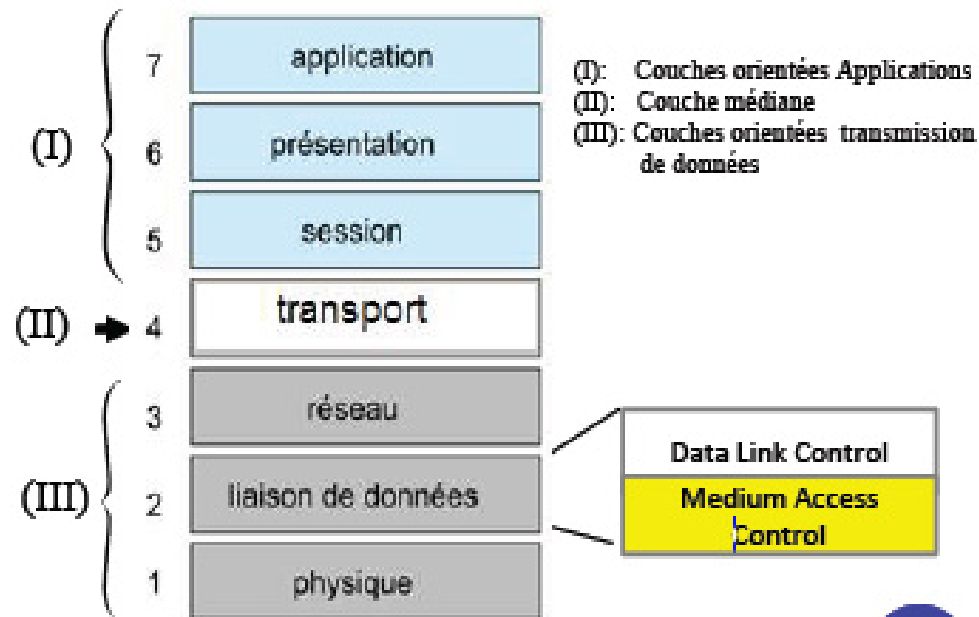 7 application
(I): Couches orientées Applications
(II): Couche médiane
(III): Couches orientées transmission
de données
(I) 6 présentation
5 session
(II) 4 transport
3 réseau
Data Link Control
(III) 2 liaison de données
Medium Access
Control
1 physique